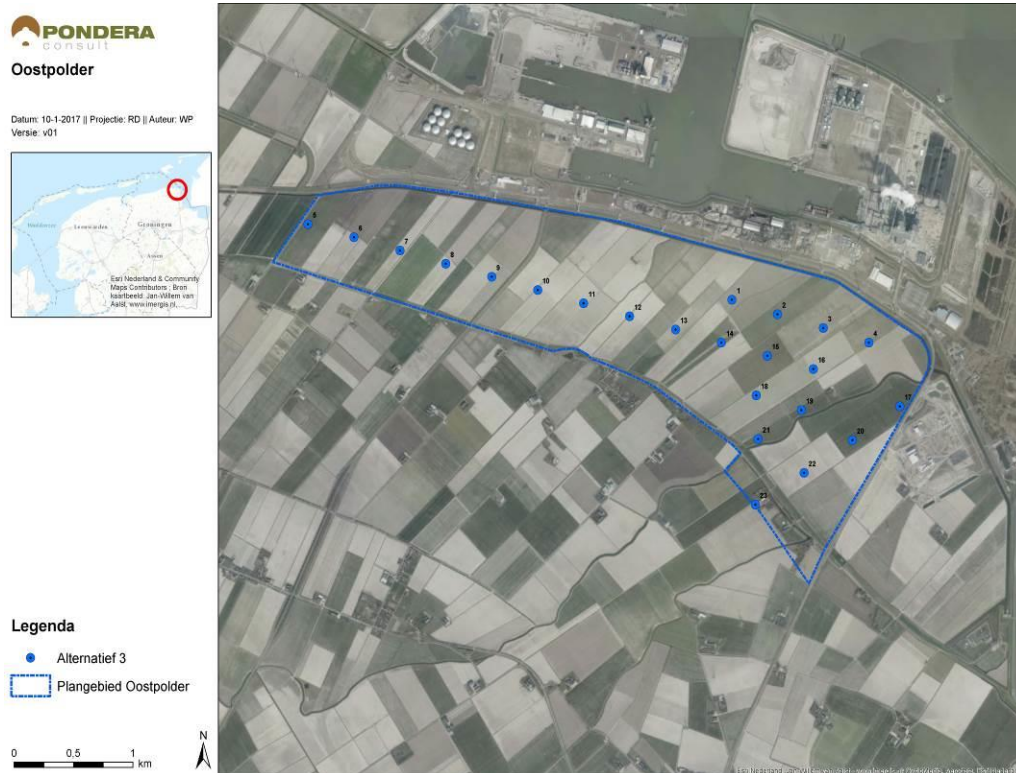 PONDERA
consult
Oostpolder
Datum: 10-1-2017 || Projectie: RD || Auteur: WP
Versie: v01
Leeuwarden
Groningen
Assen
Esri Nederland & Community
Maps Contributors ; Bron
kaartbeeld: Jan-Willem van
Aalst, www.imergis.nl,
5
6
7
8
9
10
11
12
13
1
2
3
4
14
15
16
17
18
19
20
21
22
23
Legenda
Alternatief 3
Plangebied Oostpolder
0 0.5 1
km
N
Esri Nederland